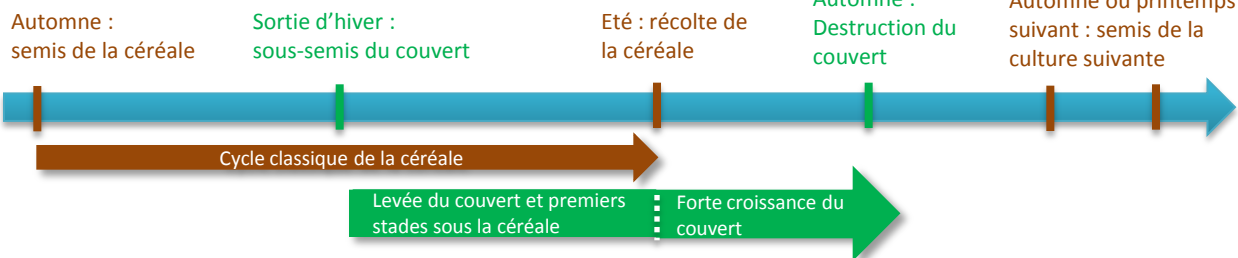 Automne :
semis de la céréale
Sortie d'hiver :
sous-semis du couvert
Eté : récolte de
la céréale
Automne :
Destruction du
couvert
Automne ou printemps
suivant : semis de la
culture suivante
Cycle classique de la céréale
Levée du couvert et premiers
stades sous la céréale
Forte croissance du
couvert